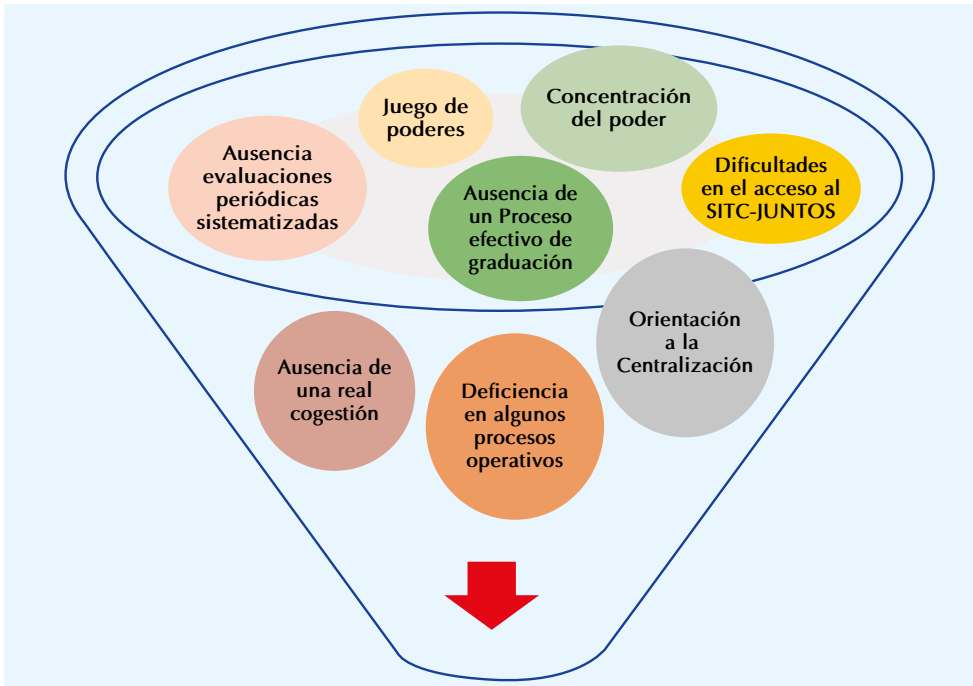 Juego de
poderes
Concentración
del poder
Ausencia
evaluaciones
periódicas
sistematizadas
Ausencia de
un Proceso
efectivo de
graduación
Dificultades
en el acceso al
SITC-JUNTOS
Ausencia de
una real
cogestión
Deficiencia
en algunos
procesos
operativos
Orientación
a la
Centralización